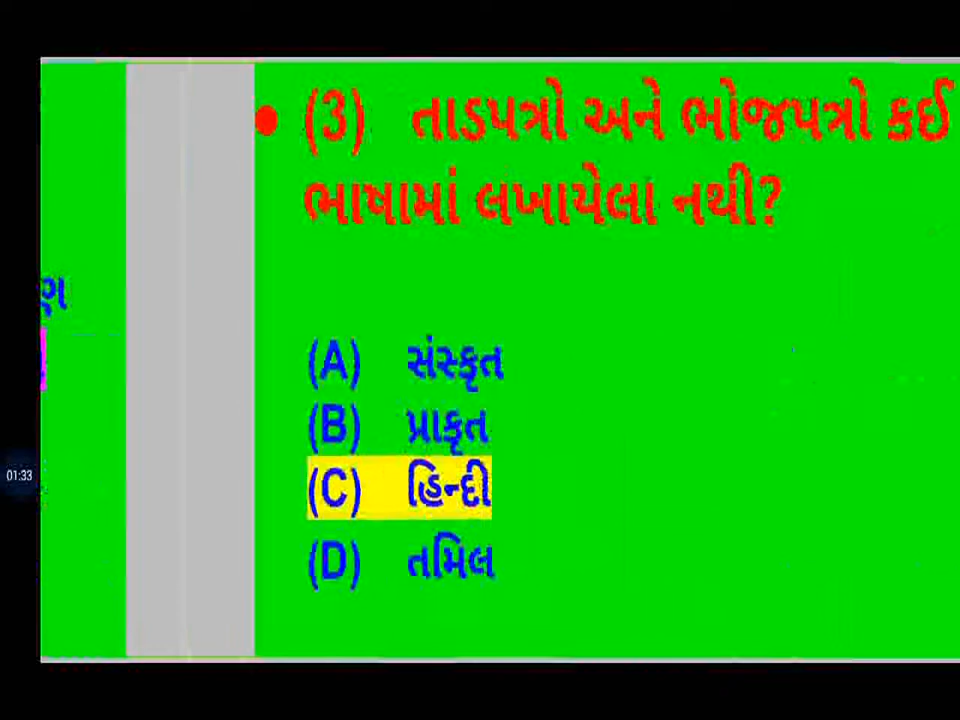 (3) તાડપત્રો અને ભોજપત્રો કઈ
ભાષામાં લખાયેલા નથી?
ણ
(A) સંસ્કૃત
(B) પ્રાકૃત
(C) હિન્દી
(D) તમિલ
01:33